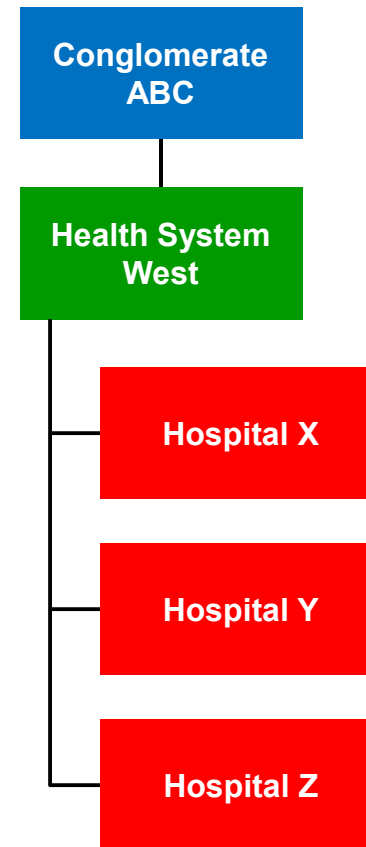 Conglomerate
ABC
Health System
West
Hospital X
Hospital Y
Hospital Z